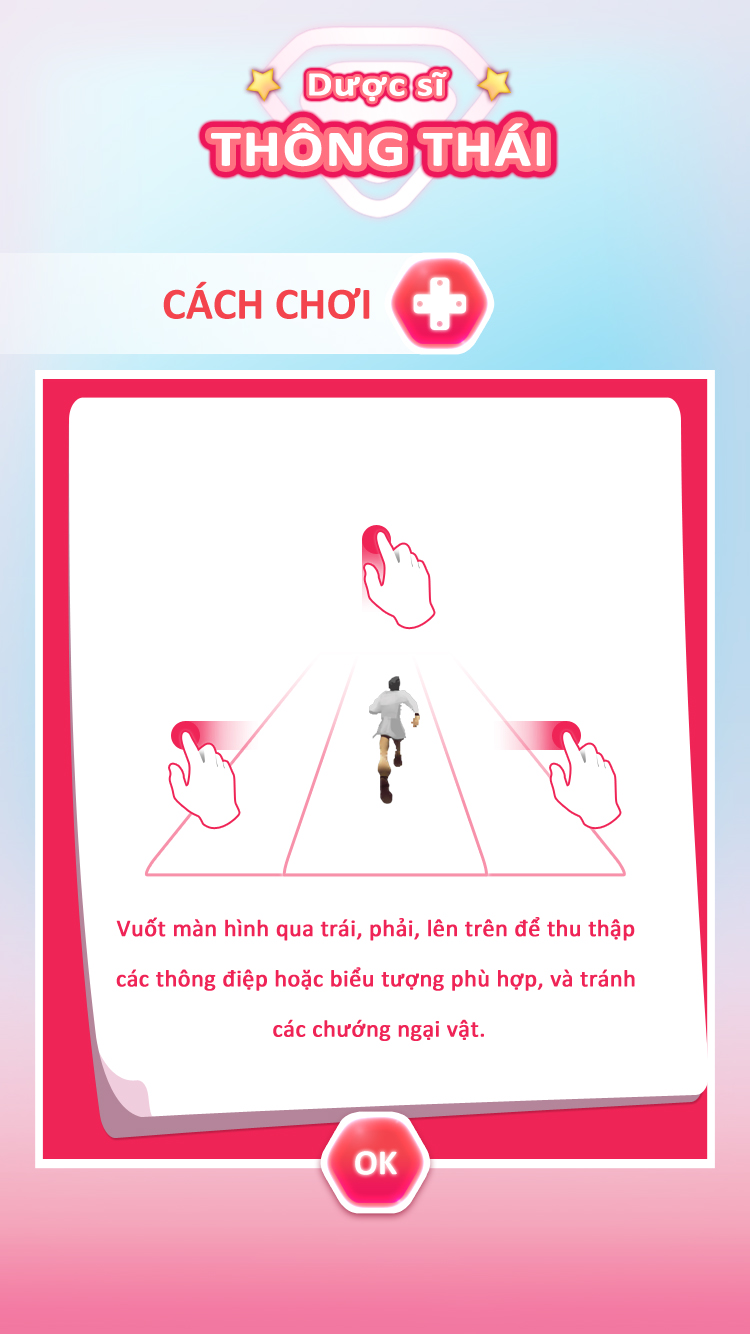 Dược sĩ
THÔNG THÁI
CÁCH CHƠI
Vuốt màn hình qua trái, phải, lên trên để thu thập
các thông điệp hoặc biểu tượng phù hợp, và tránh
các chướng ngại vật.
OK